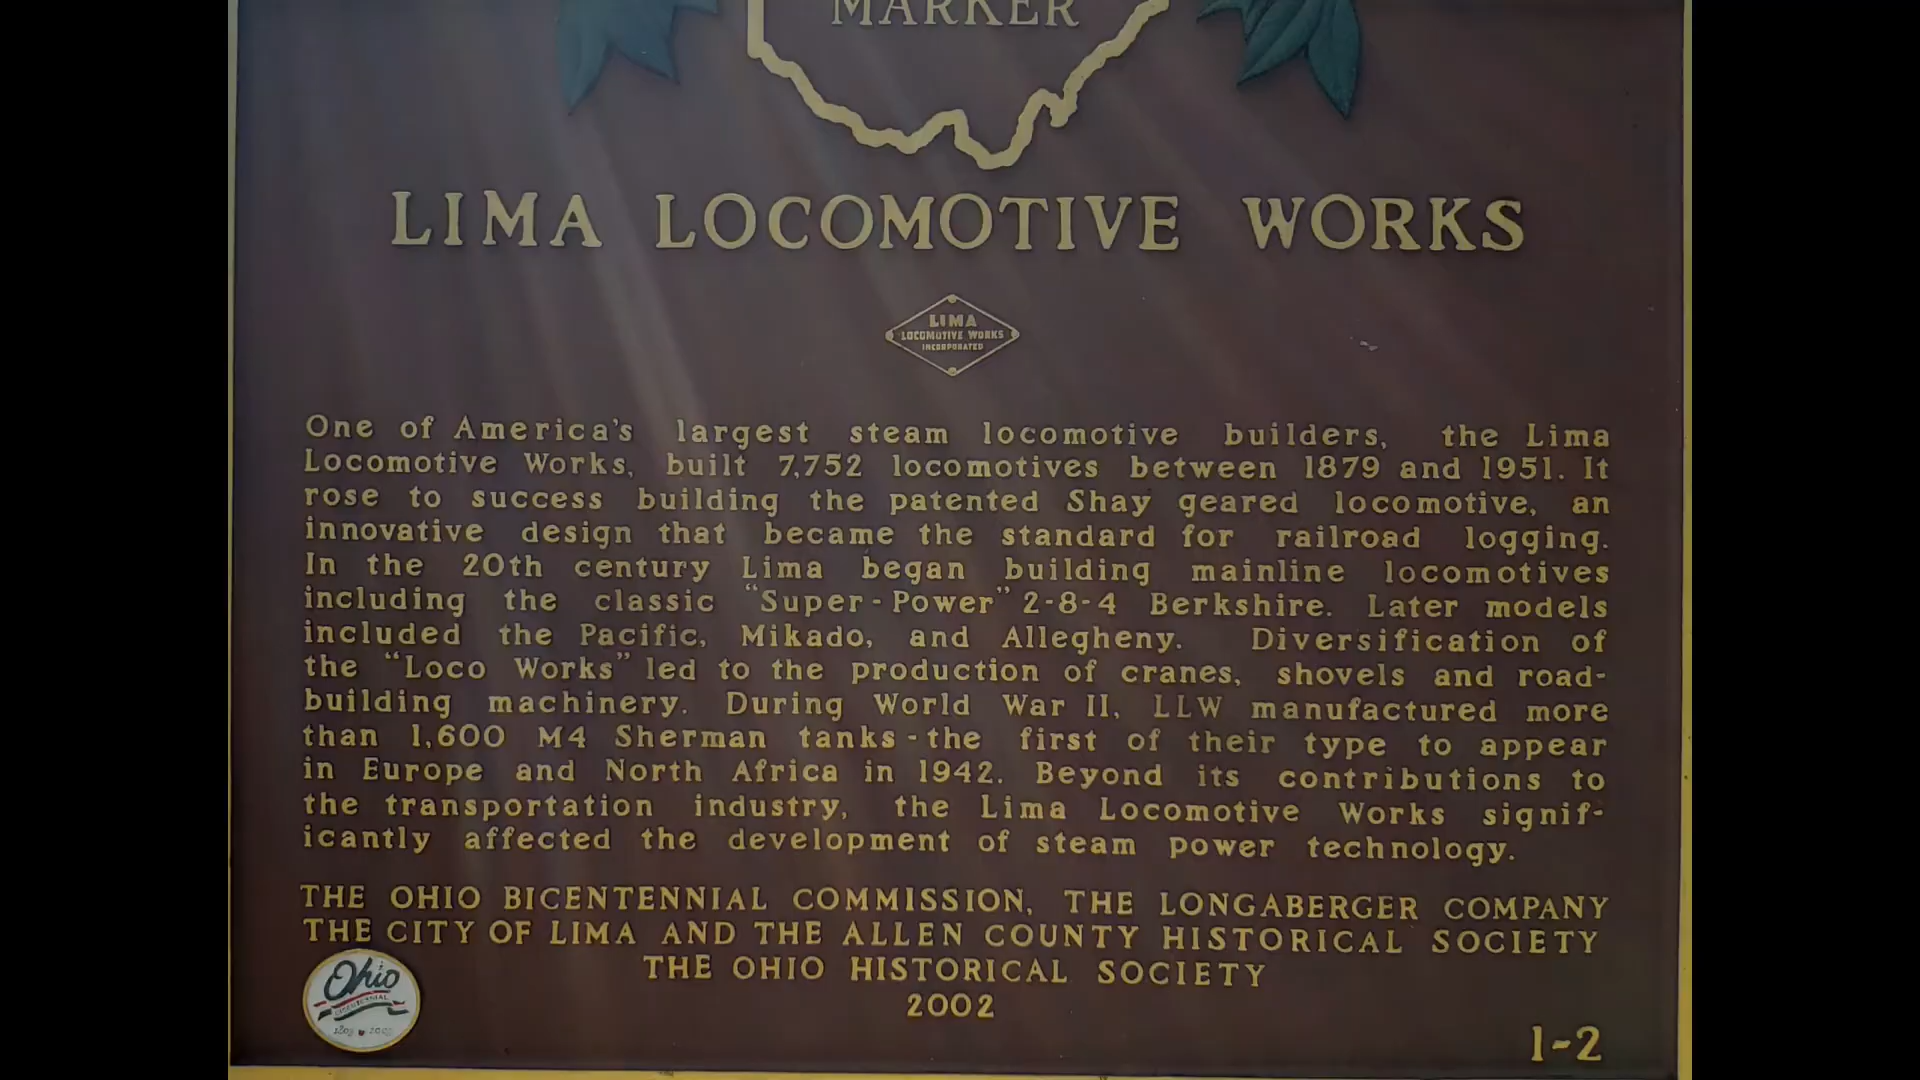 MARKER
LIMA LOCOMOTIVE WORKS
LIMA
LOCOMOTIVE WORKS
INCORPORATED
One of America's largest steam locomotive builders, the Lima
Locomotive Works, built 7,752 locomotives between 1879 and 1951. It
rose to success building the patented Shay geared locomotive, an
innovative design that became the standard for railroad logging.
In the 20th century Lima began building mainline locomotives
including the classic "Super-Power" 2-8-4 Berkshire. Later models
included the Pacific, Mikado, and Allegheny. Diversification of
the "Loco Works" led to the production of cranes, shovels and road-
building machinery. During World War II, LLW manufactured more
than 1,600 M4 Sherman tanks-the first of their type to appear
in Europe and North Africa in 1942. Beyond its contributions to
the transportation industry, the Lima Locomotive Works signif-
icantly affected the development of steam power technology.
THE OHIO BICENTENNIAL COMMISSION, THE LONGABERGER COMPANY
THE CITY OF LIMA AND THE ALLEN COUNTY HISTORICAL SOCIETY
THE OHIO HISTORICAL SOCIETY
2002
Ohio
BICENTENNIAL
1803 2003
1-2